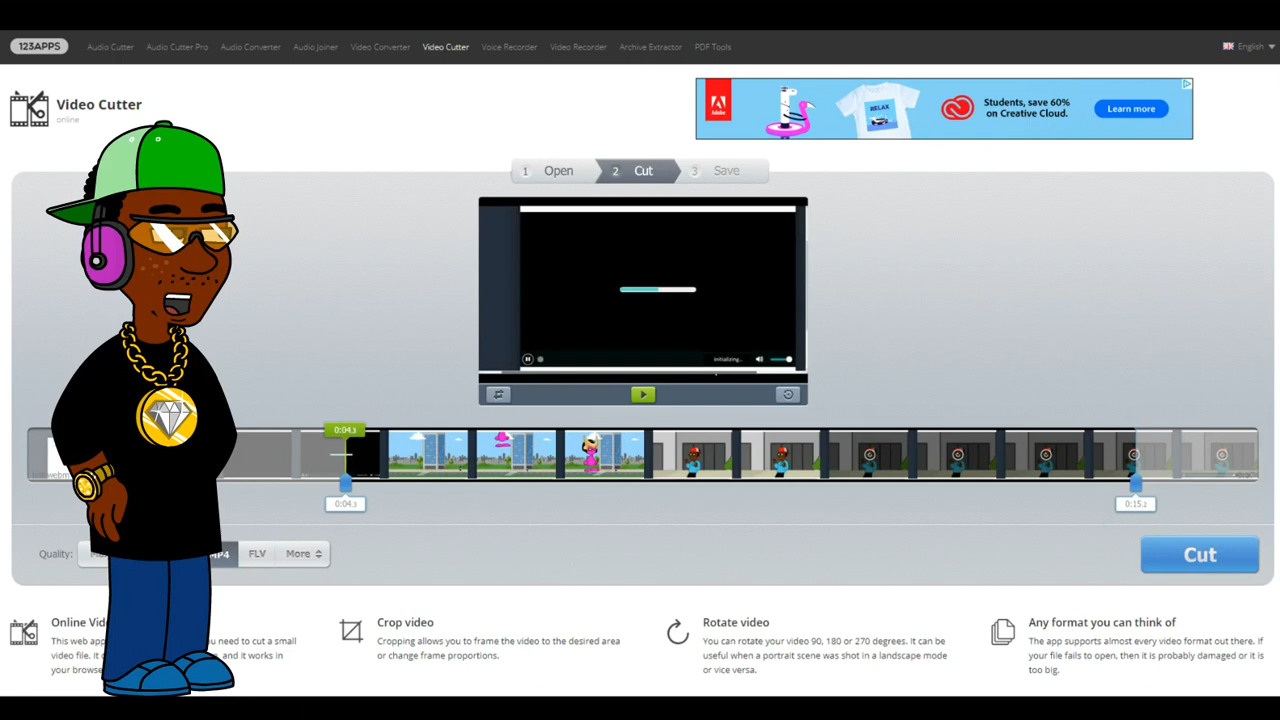 123APPS
Audio Cutter Audio Cutter Pro Audio Converter Audio Joiner Video Converter Video Cutter Voice Recorder Video Recorder Archive Extractor PDF Tools
English
Video Cutter
online
RELAX
Students, save 60%
on Creative Cloud.
Learn more
1 Open 2 Cut 3 Save
Initializing...
0:04.3
0:04.3
0:15.2
Quality:
MP4 FLV More
Cut
Online
This web app
need to cut a small
video file.
and it works in
your browse
Crop video
Cropping allows you to frame the video to the desired area
or change frame proportions.
Rotate video
You can rotate your video 90, 180 or 270 degrees. It can be
useful when a portrait scene was shot in a landscape mode
or vice versa.
Any format you can think of
The app supports almost every video format out there. If
your file fails to open, then it is probably damaged or it is
too big.